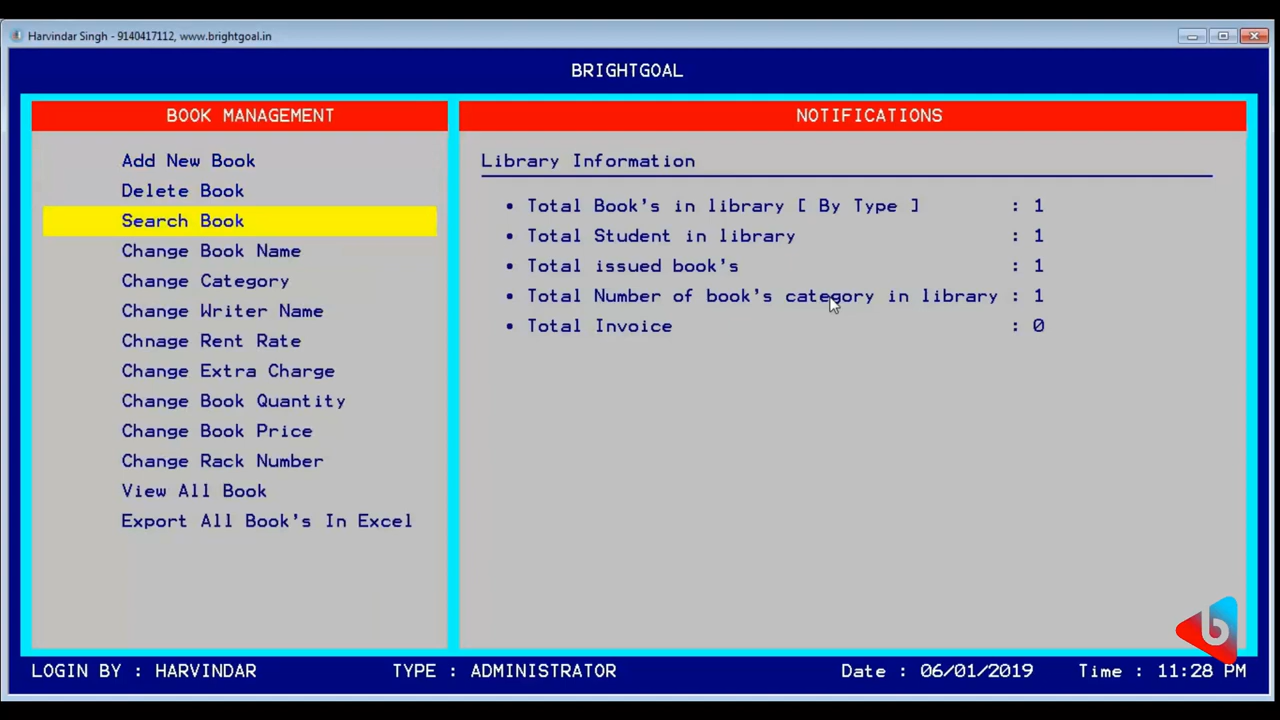 Harvindar Singh - 9140417112, www.brightgoal.in
BRIGHTGOAL
BOOK MANAGEMENT
Add New Book
Delete Book
Search Book
Change Book Name
Change Category
Change Writer Name
Chnage Rent Rate
Change Extra Charge
Change Book Quantity
Change Book Price
Change Rack Number
View All Book
Export All Book's In Excel
NOTIFICATIONS
Library Information
• Total Book's in library [ By Type ] : 1
• Total Student in library : 1
• Total issued book's : 1
• Total Number of book's category in library : 1
• Total Invoice : 0
b
LOGIN BY : HARVINDAR TYPE : ADMINISTRATOR Date : 06/01/2019 Time : 11:28 PM